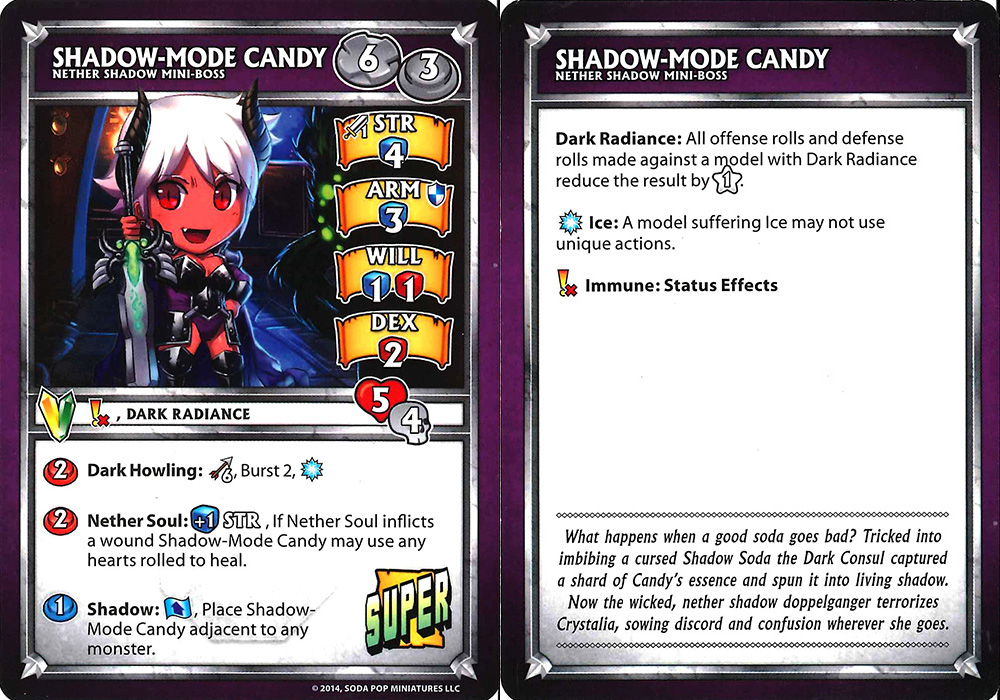 SHADOW-MODE CANDY
NETHER SHADOW MINI-BOSS
6
3
STR
4
ARM
3
WILL
1 1
DEX
2
5
4
, DARK RADIANCE
2 Dark Howling: 6, Burst 2,
2 Nether Soul: +1 STR , If Nether Soul inflicts
a wound Shadow-Mode Candy may use any
hearts rolled to heal.
1 Shadow: , Place Shadow-
Mode Candy adjacent to any
monster.
SUPER
© 2014, SODA POP MINIATURES LLC
SHADOW-MODE CANDY
NETHER SHADOW MINI-BOSS
Dark Radiance: All offense rolls and defense
rolls made against a model with Dark Radiance
reduce the result by 1.
Ice: A model suffering Ice may not use
unique actions.
Immune: Status Effects
What happens when a good soda goes bad? Tricked into
imbibing a cursed Shadow Soda the Dark Consul captured
a shard of Candy's essence and spun it into living shadow.
Now the wicked, nether shadow doppelganger terrorizes
Crystalia, sowing discord and confusion wherever she goes.